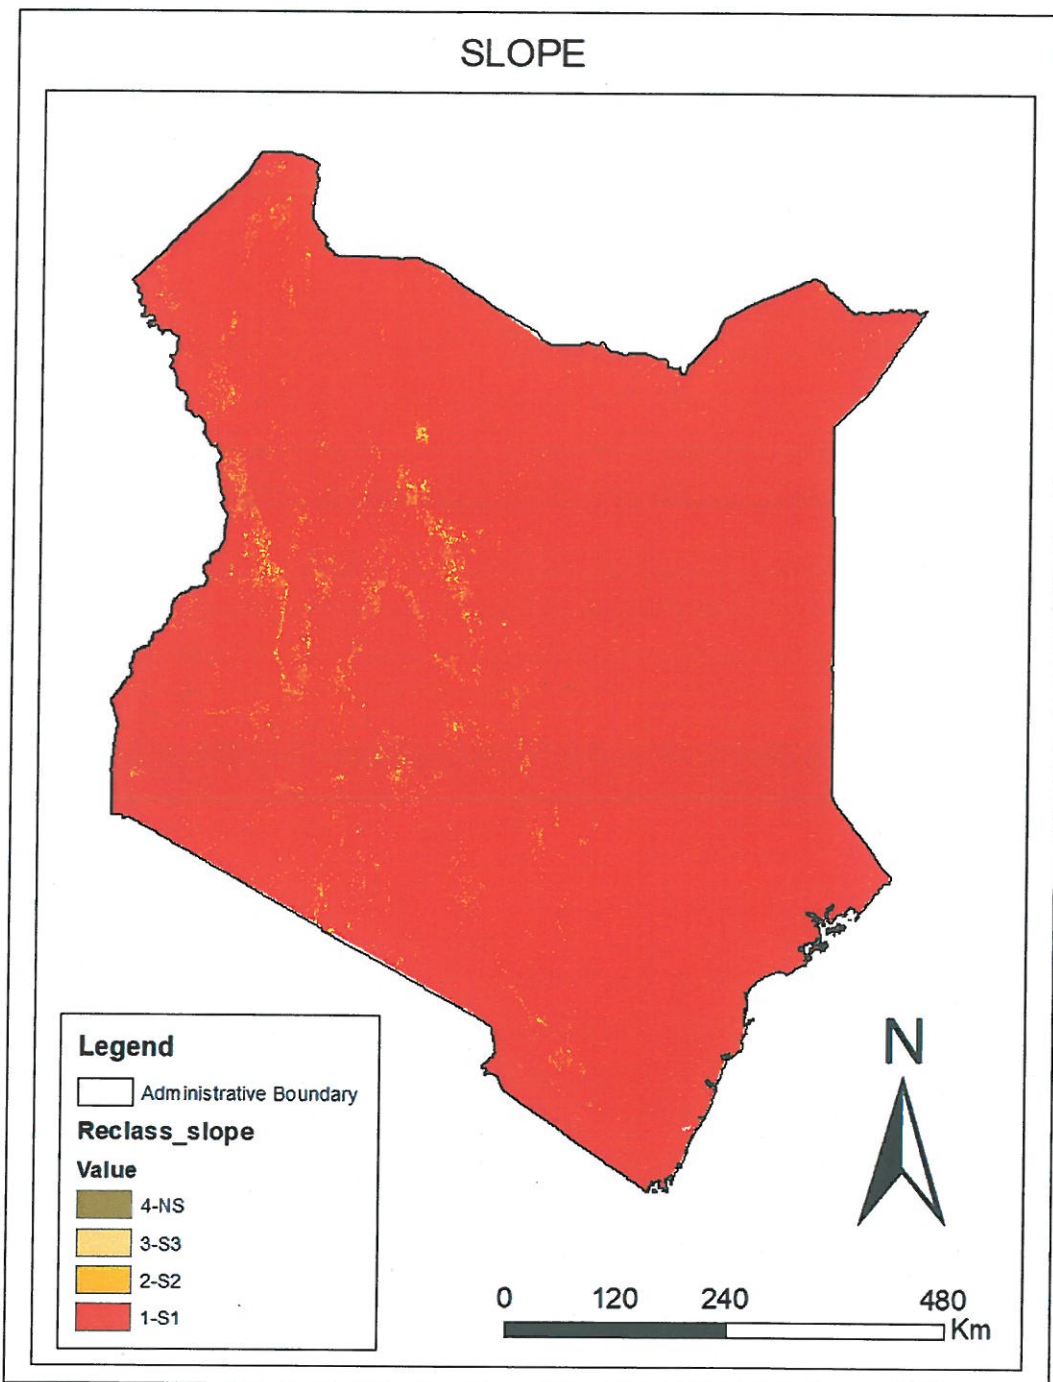 SLOPE
Legend
Administrative Boundary
Reclass_slope
Value
4-NS
3-S3
2-S2
1-S1
N
0 120 240 480
Km